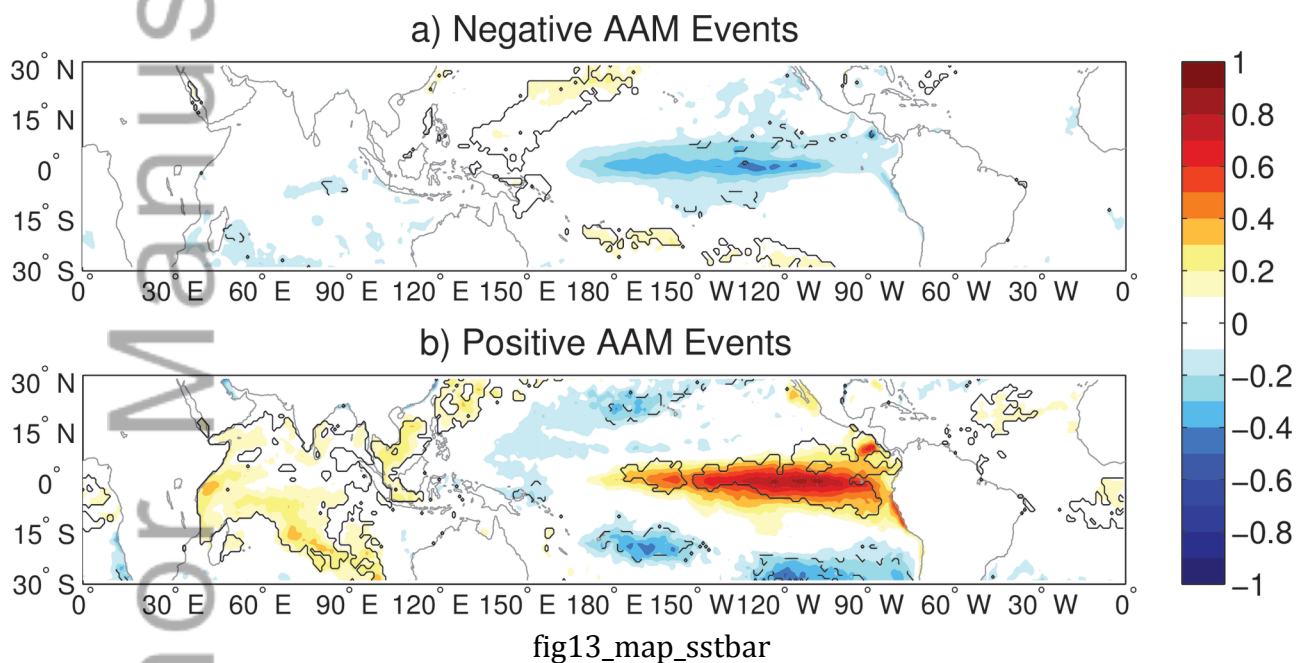 a) Negative AAM Events
30° N
15° N
0°
15° S
30° S
0° 30° E 60° E 90° E 120° E 150° E 180° E 150° W 120° W 90° W 60° W 30° W 0°
b) Positive AAM Events
30° N
15° N
0°
15° S
30° S
0° 30° E 60° E 90° E 120° E 150° E 180° E 150° W 120° W 90° W 60° W 30° W 0°
1
0.8
0.6
0.4
0.2
0
−0.2
−0.4
−0.6
−0.8
−1
fig13_map_sstbar